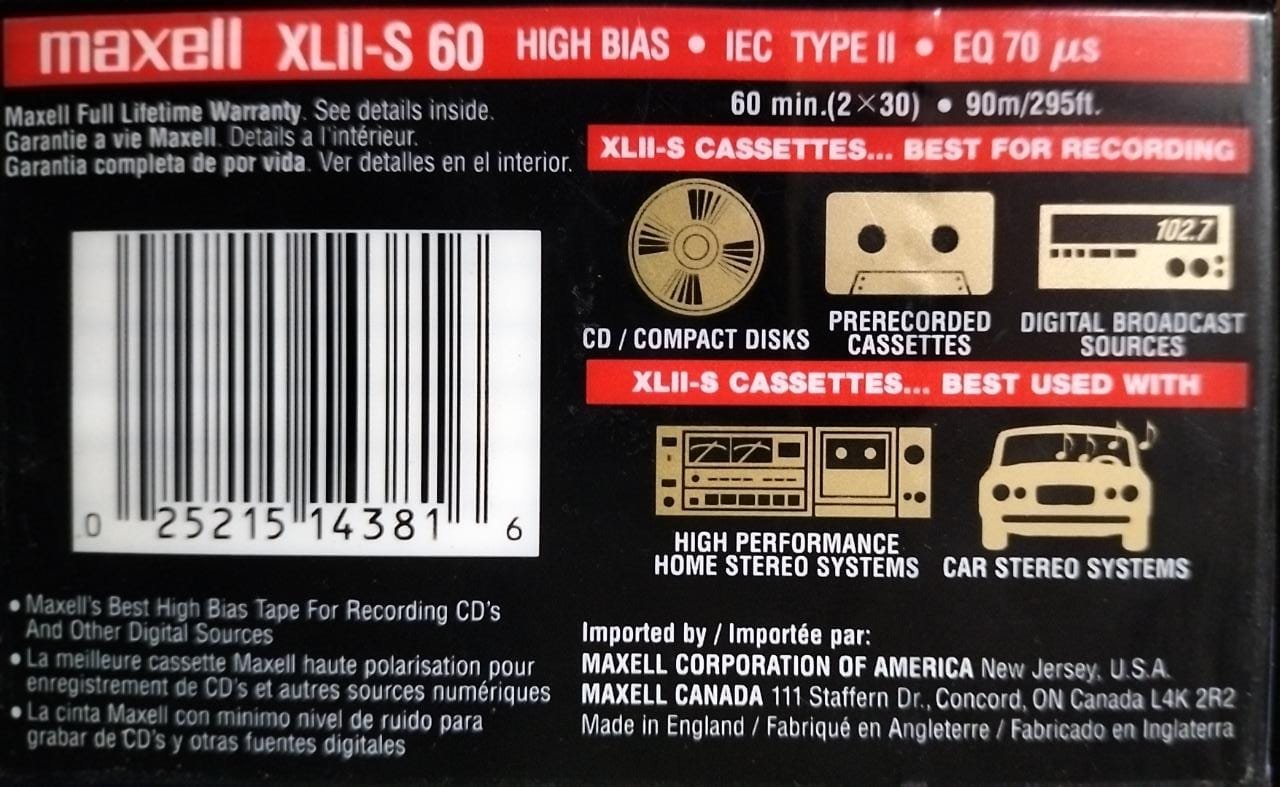 maxell XLII-S 60 HIGH BIAS • IEC TYPE II • EQ 70 µs
60 min.(2×30) • 90m/295ft.
Maxell Full Lifetime Warranty. See details inside.
Garantie a vie Maxell. Details a l'intérieur.
Garantia completa de por vida. Ver detalles en el interior.
XLII-S CASSETTES... BEST FOR RECORDING
102.7
CD / COMPACT DISKS
PRERECORDED
CASSETTES
DIGITAL BROADCAST
SOURCES
XLII-S CASSETTES... BEST USED WITH
HIGH PERFORMANCE
HOME STEREO SYSTEMS
CAR STEREO SYSTEMS
0 25215 14381 6
• Maxell's Best High Bias Tape For Recording CD's
And Other Digital Sources
• La meilleure cassette Maxell haute polarisation pour
enregistrement de CD's et autres sources numériques
• La cinta Maxell con minimo nivel de ruido para
grabar de CD's y otras fuentes digitales
Imported by / Importée par:
MAXELL CORPORATION OF AMERICA New Jersey, U.S.A.
MAXELL CANADA 111 Staffern Dr., Concord, ON Canada L4K 2R2
Made in England / Fabriqué en Angleterre / Fabricado en Inglaterra